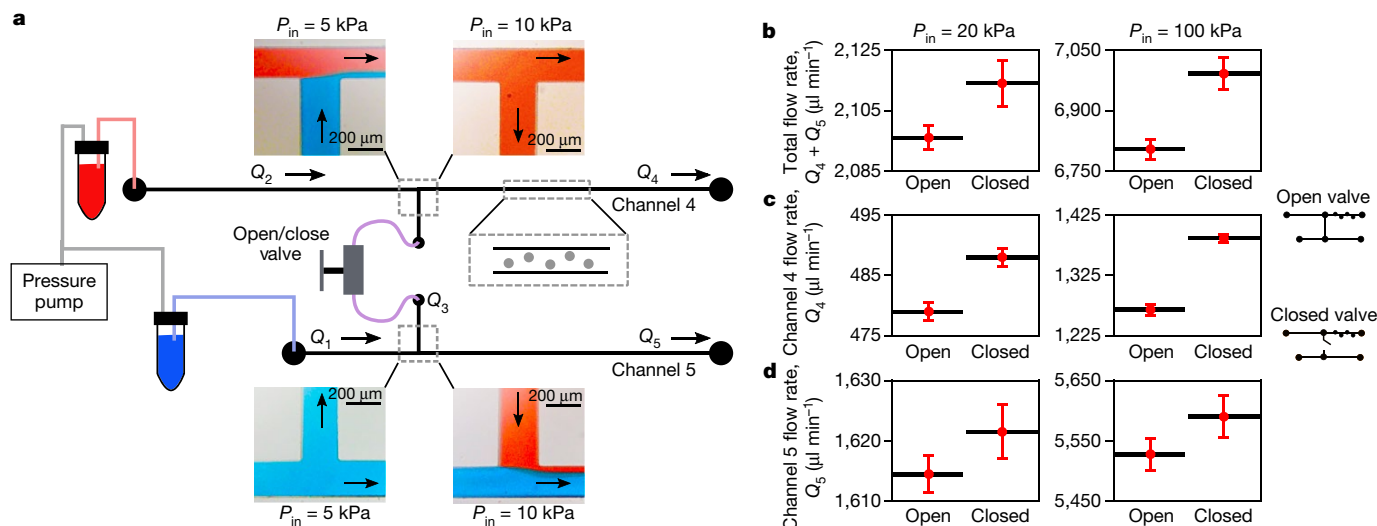 a
P_in = 5 kPa
P_in = 10 kPa
200 µm
200 µm
Q_2
Q_4
Channel 4
Open/close
valve
Pressure
pump
Q_3
Q_1
Q_5
Channel 5
200 µm
200 µm
P_in = 5 kPa
P_in = 10 kPa
b
P_in = 20 kPa
P_in = 100 kPa
Total flow rate,
Q_4 + Q_5 (µl min⁻¹)
2,125
2,105
2,085
Open
Closed
7,050
6,900
6,750
Open
Closed
c
Channel 4 flow rate,
Q_4 (µl min⁻¹)
495
485
475
Open
Closed
1,425
1,325
1,225
Open
Closed
Open valve
Closed valve
d
Channel 5 flow rate,
Q_5 (µl min⁻¹)
1,630
1,620
1,610
Open
Closed
5,650
5,550
5,450
Open
Closed